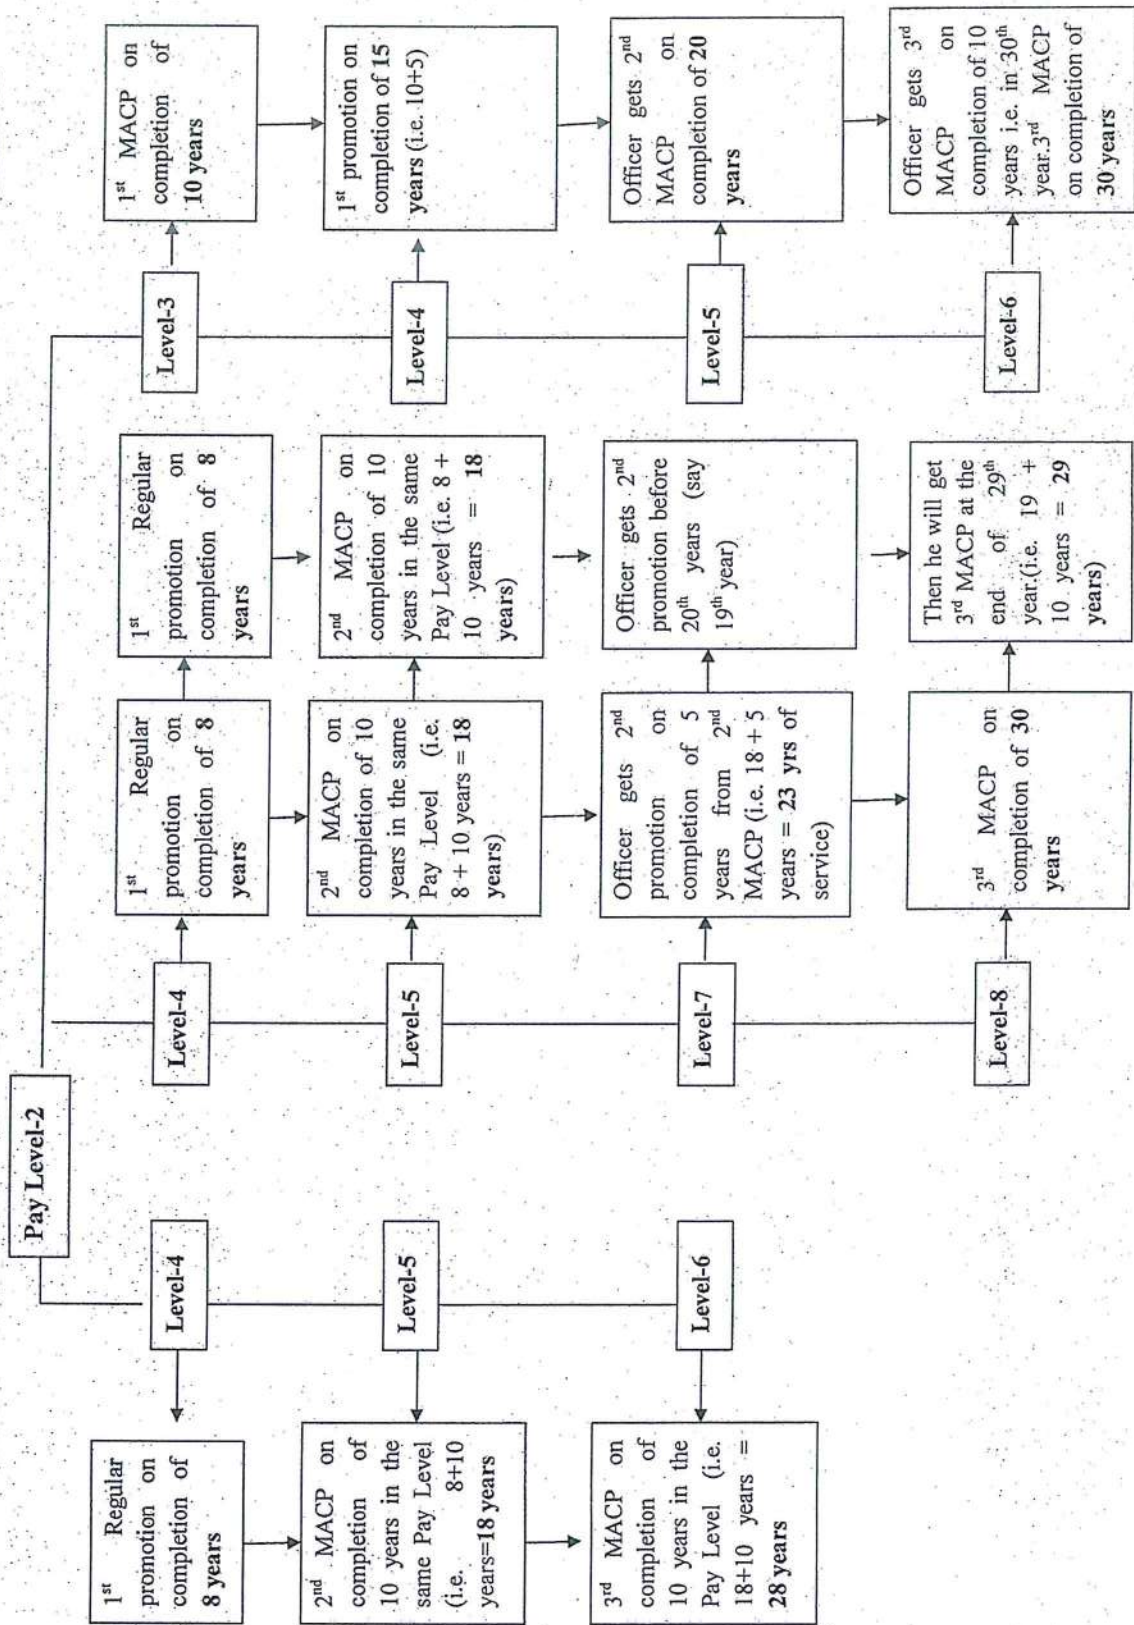 Pay Level-2
Level-4
1st Regular
promotion on
completion of
8 years
Level-5
2nd MACP on
completion of
10 years in the
same Pay Level
(i.e. 8+10
years=18 years
Level-6
3rd MACP on
completion of
10 years in the
Pay Level (i.e.
18+10 years =
28 years
Level-4
1st Regular
promotion on
completion of 8
years
1st Regular
promotion on
completion of 8
years
Level-5
2nd MACP on
completion of 10
years in the same
Pay Level (i.e.
8 + 10 years = 18
years)
2nd MACP on
completion of 10
years in the same
Pay Level (i.e. 8 +
10 years = 18
years)
Level-7
Officer gets 2nd
promotion on
completion of 5
years from 2nd
MACP (i.e. 18 + 5
years = 23 yrs of
service)
Officer gets 2nd
promotion before
20th years (say
19th year)
Level-8
3rd MACP on
completion of 30
years
Then he will get
3rd MACP at the
end of 29th
year.(i.e. 19 +
10 years = 29
years)
Level-3
1st MACP on
completion of
10 years
Level-4
1st promotion on
completion of 15
years (i.e. 10+5)
Level-5
Officer gets 2nd
MACP on
completion of 20
years
Level-6
Officer gets 3rd
MACP on
completion of 10
years i.e. in 30th
year.3rd MACP
on completion of
30 years